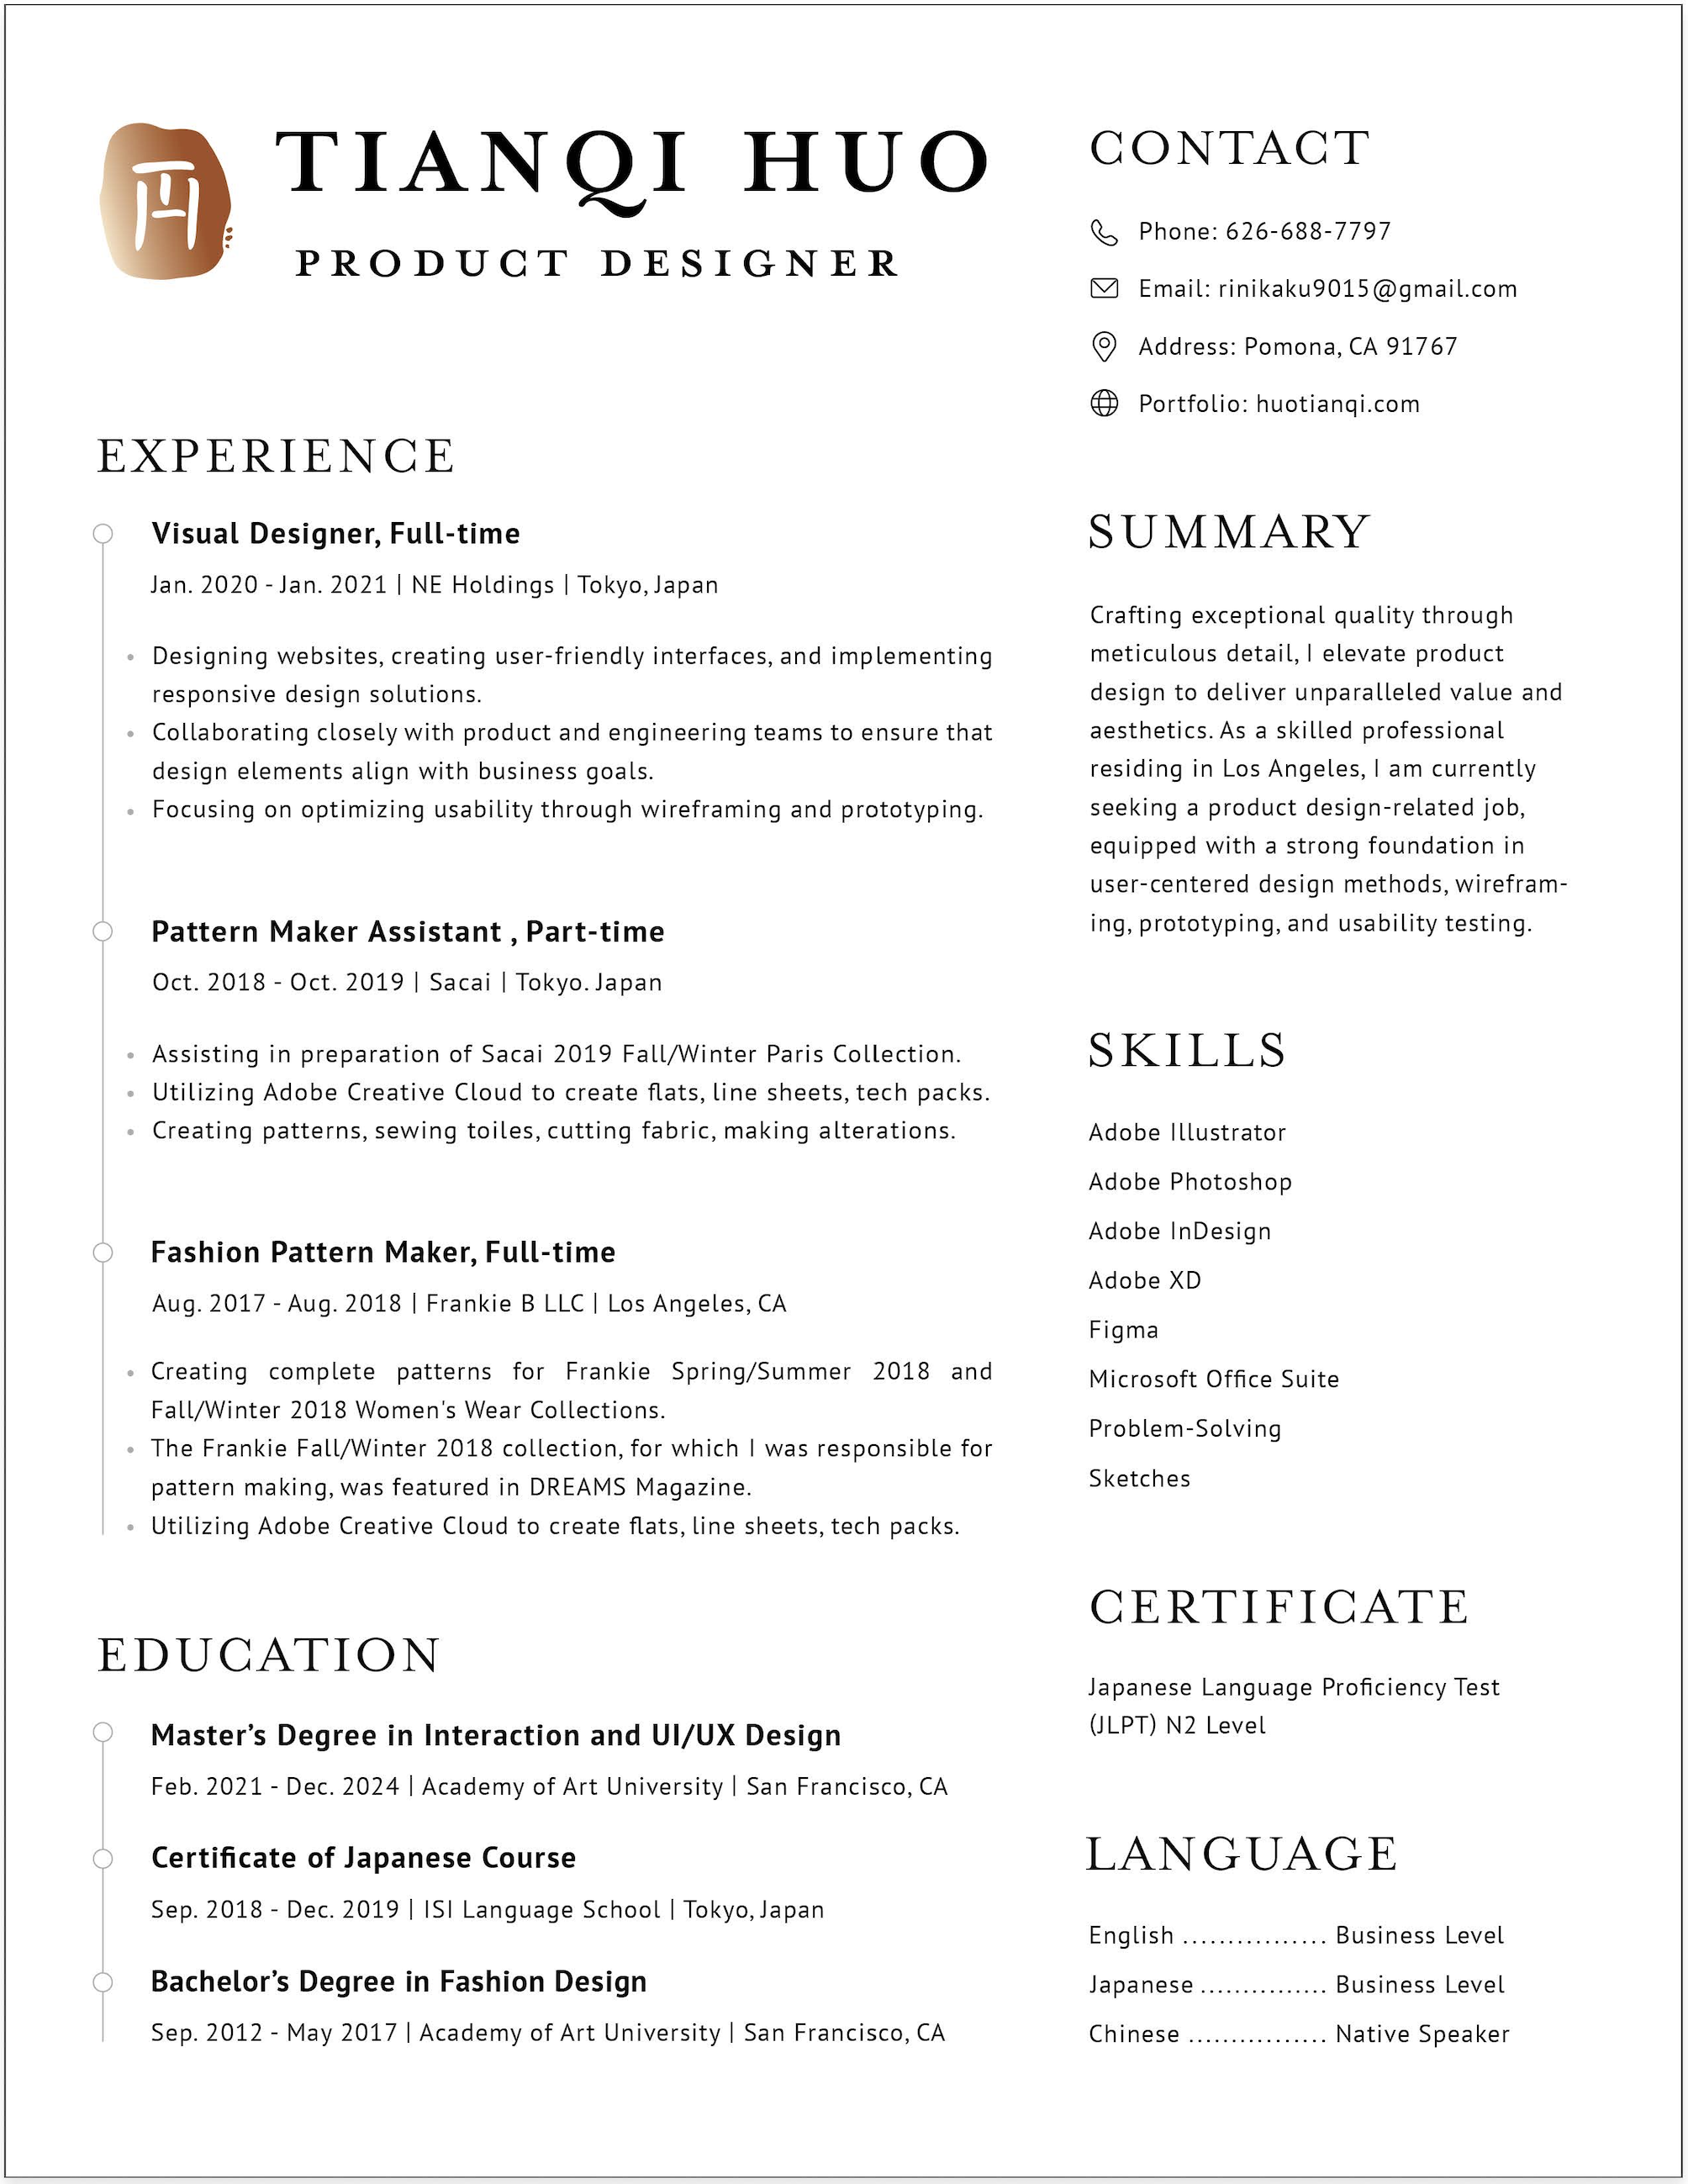 TIANQI HUO
PRODUCT DESIGNER
EXPERIENCE
Visual Designer, Full-time
Jan. 2020 - Jan. 2021 | NE Holdings | Tokyo, Japan
• Designing websites, creating user-friendly interfaces, and implementing
responsive design solutions.
• Collaborating closely with product and engineering teams to ensure that
design elements align with business goals.
• Focusing on optimizing usability through wireframing and prototyping.
Pattern Maker Assistant , Part-time
Oct. 2018 - Oct. 2019 | Sacai | Tokyo. Japan
• Assisting in preparation of Sacai 2019 Fall/Winter Paris Collection.
• Utilizing Adobe Creative Cloud to create flats, line sheets, tech packs.
• Creating patterns, sewing toiles, cutting fabric, making alterations.
Fashion Pattern Maker, Full-time
Aug. 2017 - Aug. 2018 | Frankie B LLC | Los Angeles, CA
• Creating complete patterns for Frankie Spring/Summer 2018 and
Fall/Winter 2018 Women's Wear Collections.
• The Frankie Fall/Winter 2018 collection, for which I was responsible for
pattern making, was featured in DREAMS Magazine.
• Utilizing Adobe Creative Cloud to create flats, line sheets, tech packs.
EDUCATION
Master’s Degree in Interaction and UI/UX Design
Feb. 2021 - Dec. 2024 | Academy of Art University | San Francisco, CA
Certificate of Japanese Course
Sep. 2018 - Dec. 2019 | ISI Language School | Tokyo, Japan
Bachelor’s Degree in Fashion Design
Sep. 2012 - May 2017 | Academy of Art University | San Francisco, CA
CONTACT
Phone: 626-688-7797
Email: rinikaku9015@gmail.com
Address: Pomona, CA 91767
Portfolio: huotianqi.com
SUMMARY
Crafting exceptional quality through
meticulous detail, I elevate product
design to deliver unparalleled value and
aesthetics. As a skilled professional
residing in Los Angeles, I am currently
seeking a product design-related job,
equipped with a strong foundation in
user-centered design methods, wirefram-
ing, prototyping, and usability testing.
SKILLS
Adobe Illustrator
Adobe Photoshop
Adobe InDesign
Adobe XD
Figma
Microsoft Office Suite
Problem-Solving
Sketches
CERTIFICATE
Japanese Language Proficiency Test
(JLPT) N2 Level
LANGUAGE
English ................ Business Level
Japanese .............. Business Level
Chinese ................ Native Speaker